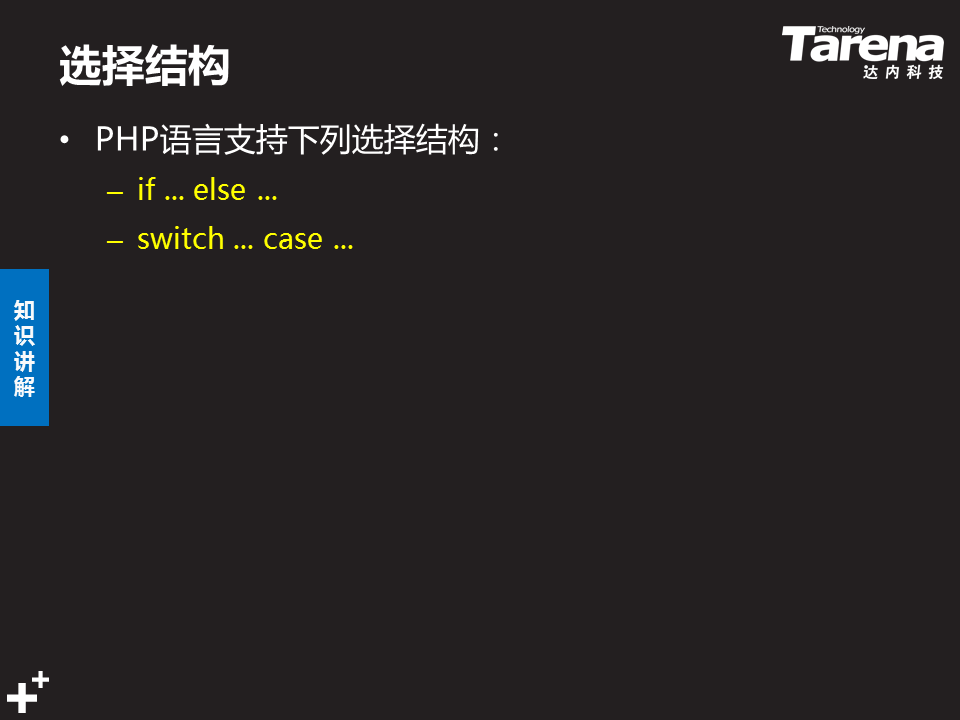 选择结构
Technology
Tarena
达内科技
• PHP语言支持下列选择结构：
– if ... else ...
– switch ... case ...
知
识
讲
解